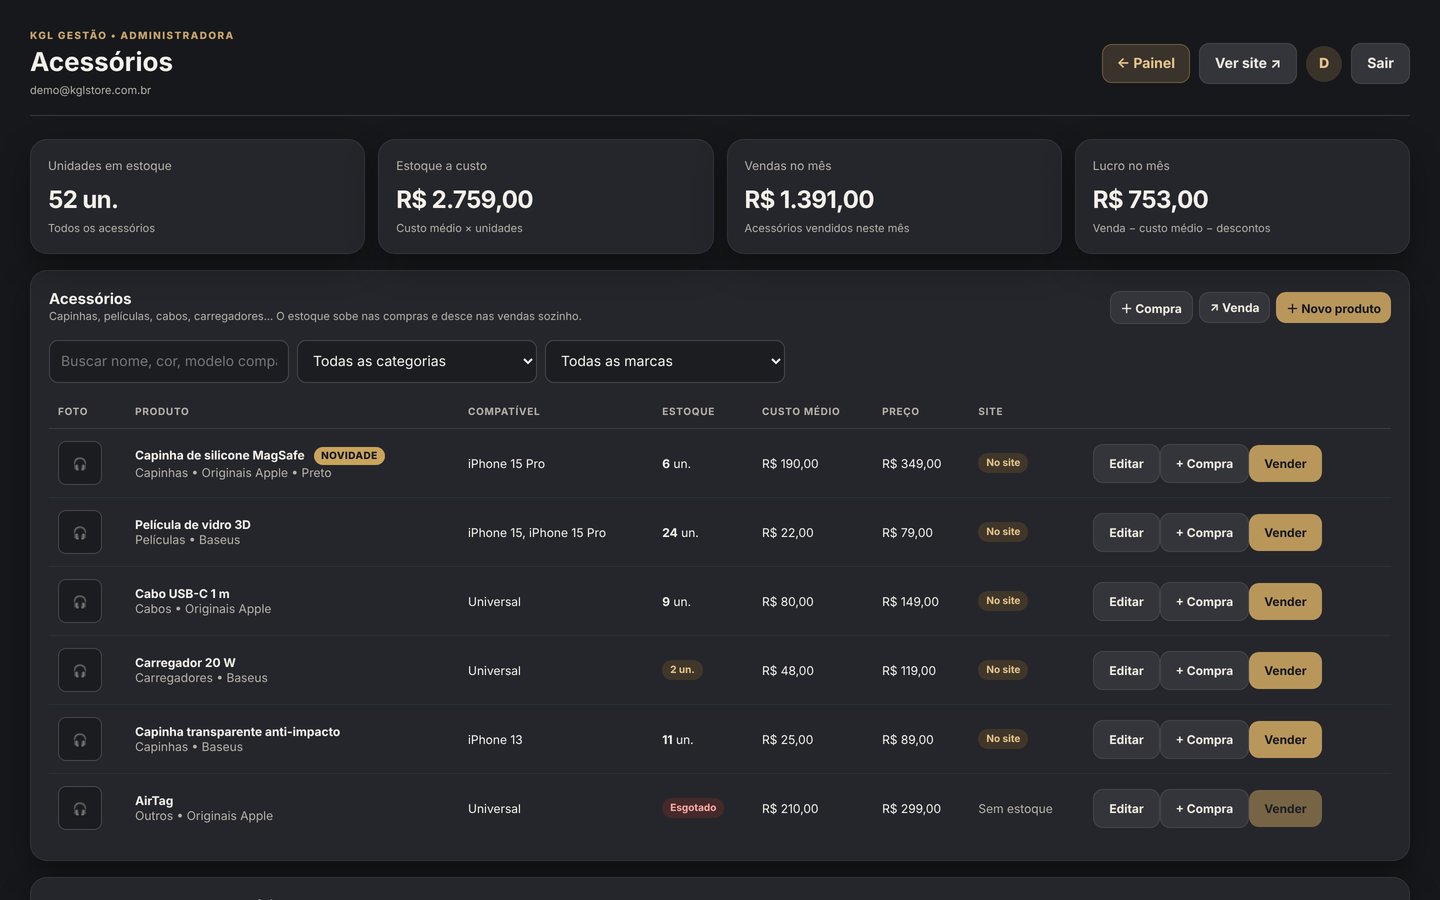 KGL GESTÃO • ADMINISTRADORA
Acessórios
demo@kglstore.com.br
← Painel
Ver site ↗
D
Sair
Unidades em estoque
52 un.
Todos os acessórios
Estoque a custo
R$ 2.759,00
Custo médio × unidades
Vendas no mês
R$ 1.391,00
Acessórios vendidos neste mês
Lucro no mês
R$ 753,00
Venda − custo médio − descontos
Acessórios
Capinhas, películas, cabos, carregadores... O estoque sobe nas compras e desce nas vendas sozinho.
+ Compra
↗ Venda
+ Novo produto
Buscar nome, cor, modelo compa
Todas as categorias
Todas as marcas
FOTO PRODUTO COMPATÍVEL ESTOQUE CUSTO MÉDIO PREÇO SITE
Capinha de silicone MagSafe NOVIDADE
Capinhas • Originais Apple • Preto
iPhone 15 Pro 6 un. R$ 190,00 R$ 349,00 No site Editar + Compra Vender
Película de vidro 3D
Películas • Baseus
iPhone 15, iPhone 15 Pro 24 un. R$ 22,00 R$ 79,00 No site Editar + Compra Vender
Cabo USB-C 1 m
Cabos • Originais Apple
Universal 9 un. R$ 80,00 R$ 149,00 No site Editar + Compra Vender
Carregador 20 W
Carregadores • Baseus
Universal 2 un. R$ 48,00 R$ 119,00 No site Editar + Compra Vender
Capinha transparente anti-impacto
Capinhas • Baseus
iPhone 13 11 un. R$ 25,00 R$ 89,00 No site Editar + Compra Vender
AirTag
Outros • Originais Apple
Universal Esgotado R$ 210,00 R$ 299,00 Sem estoque Editar + Compra Vender